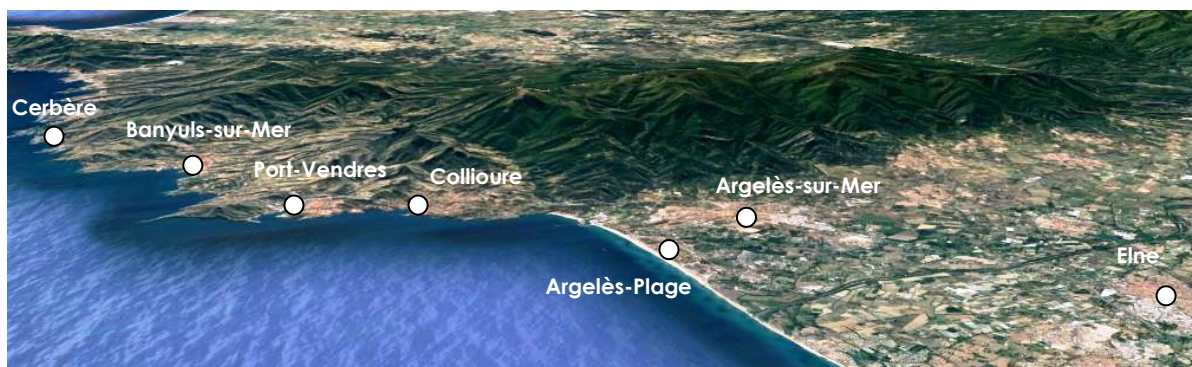 Cerbère
Banyuls-sur-Mer
Port-Vendres
Collioure
Argelès-sur-Mer
Elne
Argelès-Plage